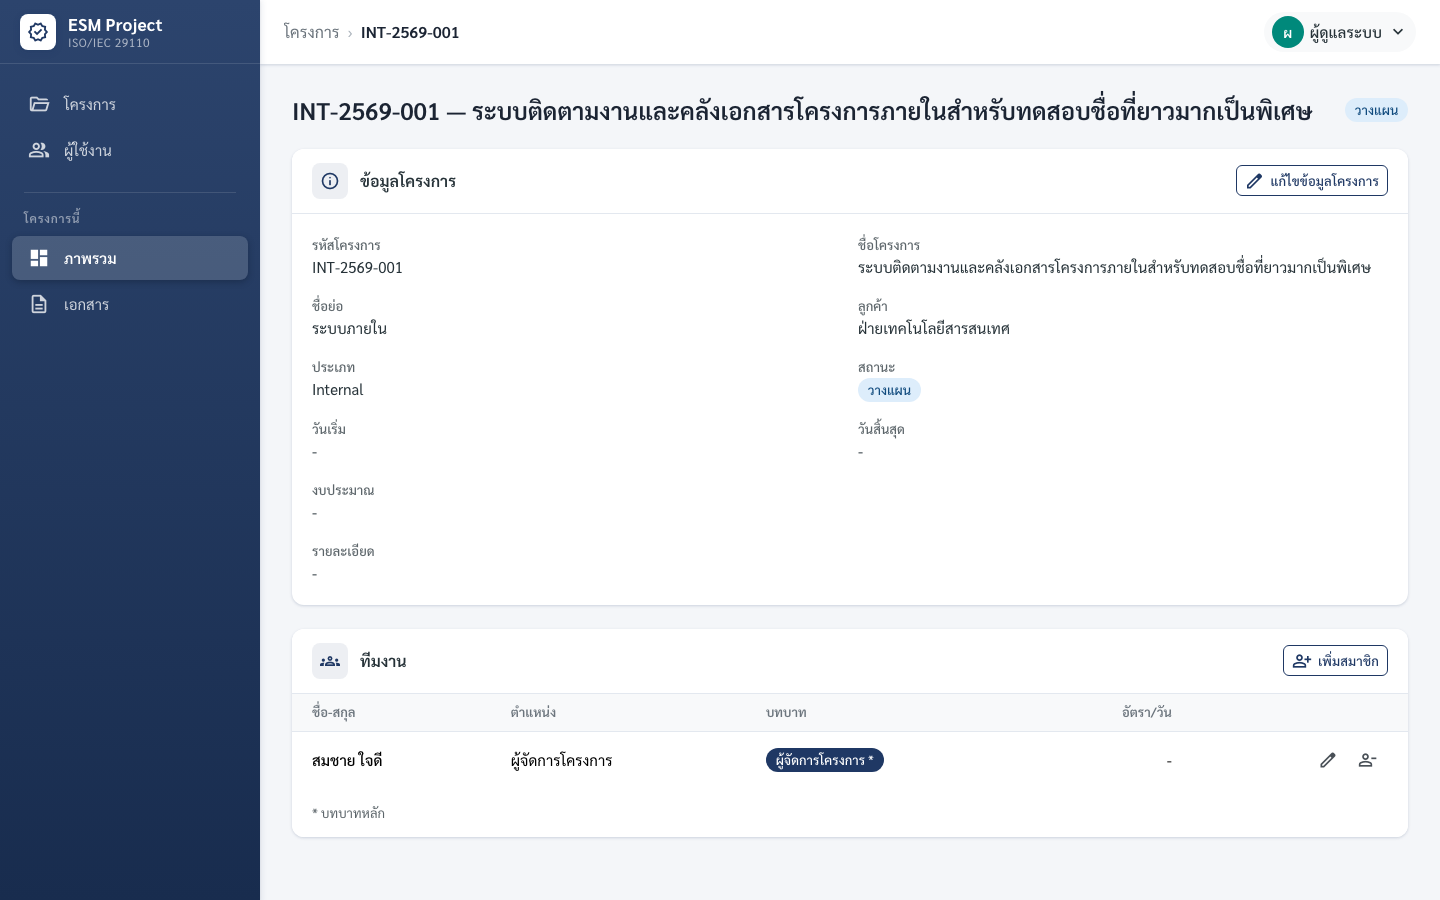 ESM Project
ISO/IEC 29110
โครงการ
ผู้ใช้งาน
โครงการนี้
ภาพรวม
เอกสาร
โครงการ › INT-2569-001
ผ ผู้ดูแลระบบ
INT-2569-001 — ระบบติดตามงานและคลังเอกสารโครงการภายในสำหรับทดสอบชื่อที่ยาวมากเป็นพิเศษ วางแผน
ข้อมูลโครงการ แก้ไขข้อมูลโครงการ
รหัสโครงการ ชื่อโครงการ
INT-2569-001 ระบบติดตามงานและคลังเอกสารโครงการภายในสำหรับทดสอบชื่อที่ยาวมากเป็นพิเศษ
ชื่อย่อ ลูกค้า
ระบบภายใน ฝ่ายเทคโนโลยีสารสนเทศ
ประเภท สถานะ
Internal วางแผน
วันเริ่ม วันสิ้นสุด
- -
งบประมาณ
-
รายละเอียด
-
ทีมงาน เพิ่มสมาชิก
ชื่อ-สกุล ตำแหน่ง บทบาท อัตรา/วัน
สมชาย ใจดี ผู้จัดการโครงการ ผู้จัดการโครงการ * -
* บทบาทหลัก